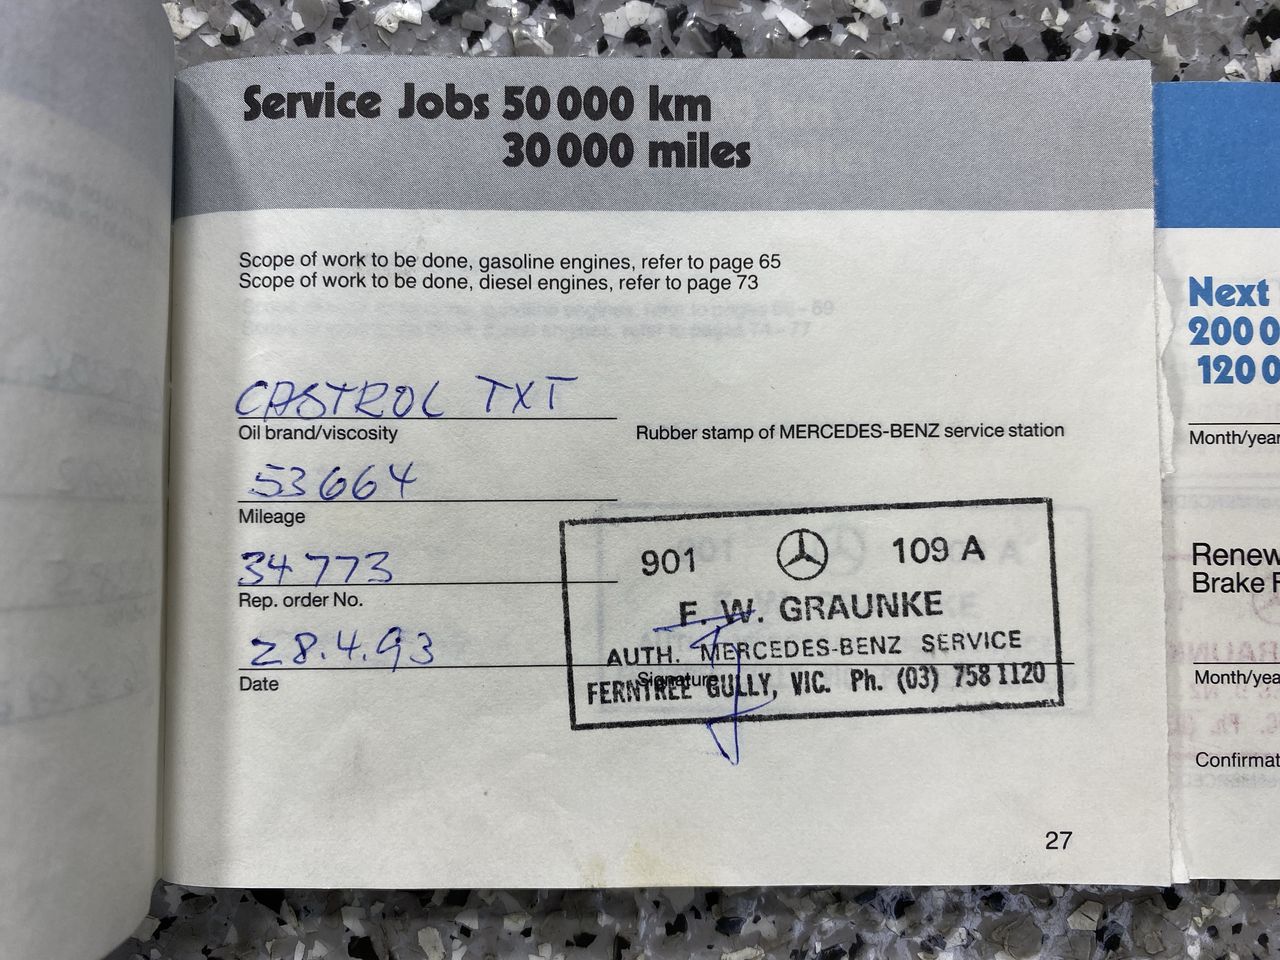 Service Jobs 50 000 km
30 000 miles
Scope of work to be done, gasoline engines, refer to page 65
Scope of work to be done, diesel engines, refer to page 73
CASTROL TXT
Oil brand/viscosity
Rubber stamp of MERCEDES-BENZ service station
53664
Mileage
34773
Rep. order No.
28.4.93
Date
Signature
901 109 A
F. W. GRAUNKE
AUTH. MERCEDES-BENZ SERVICE
FERNTREE GULLY, VIC. Ph. (03) 758 1120
27
Next
200 0
120 0
Month/year
Renew
Brake F
Month/yea
Confirmat